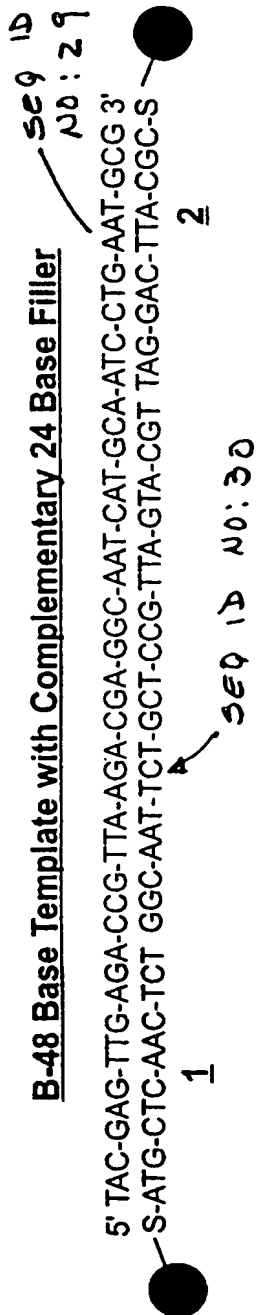 B-48 Base Template with Complementary 24 Base Filler
SEQ ID
NO: 29
5' TAC-GAG-TTG-AGA-CCG-TTA-AGA-CGA-GGC-AAT-CAT-GCA-ATC-CTG-AAT-GCG 3'
S-ATG-CTC-AAC-TCT GGC-AAT-TCT-GCT-CCG-TTA-GTA-CGT TAG-GAC-TTA-CGC-S
1
2
SEQ ID NO: 30